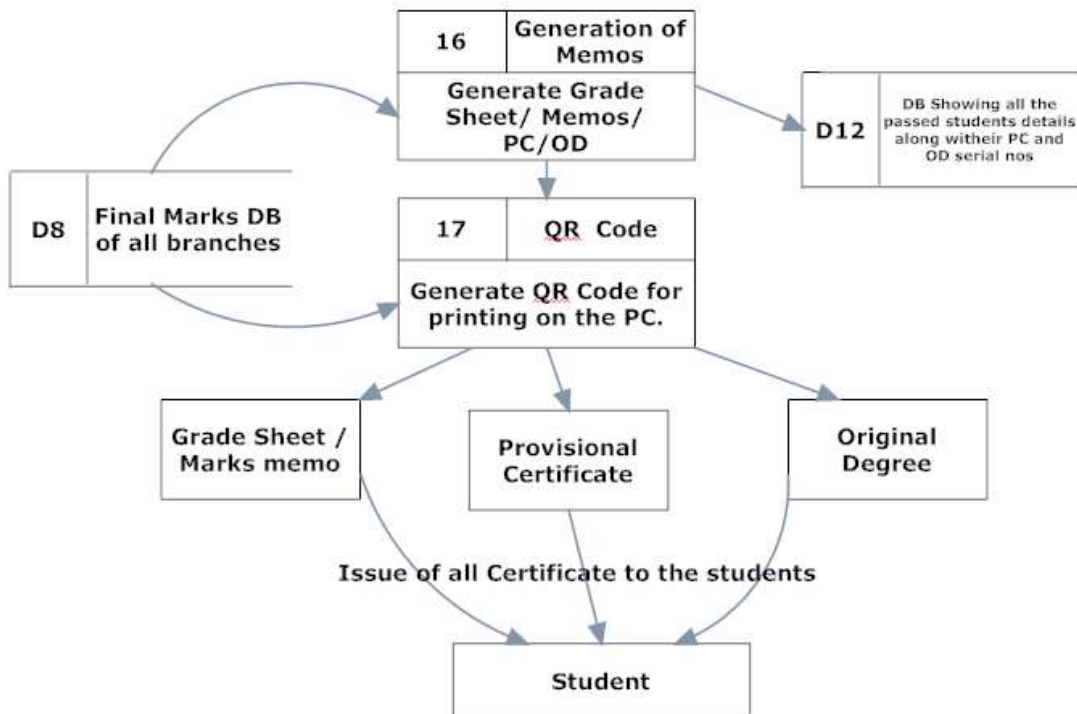 16
Generation of
Memos
Generate Grade
Sheet/ Memos/
PC/OD
D12
DB Showing all the
passed students details
along witheir PC and
OD serial nos
D8
Final Marks DB
of all branches
17
QR Code
Generate QR Code for
printing on the PC.
Grade Sheet /
Marks memo
Provisional
Certificate
Original
Degree
Issue of all Certificate to the students
Student